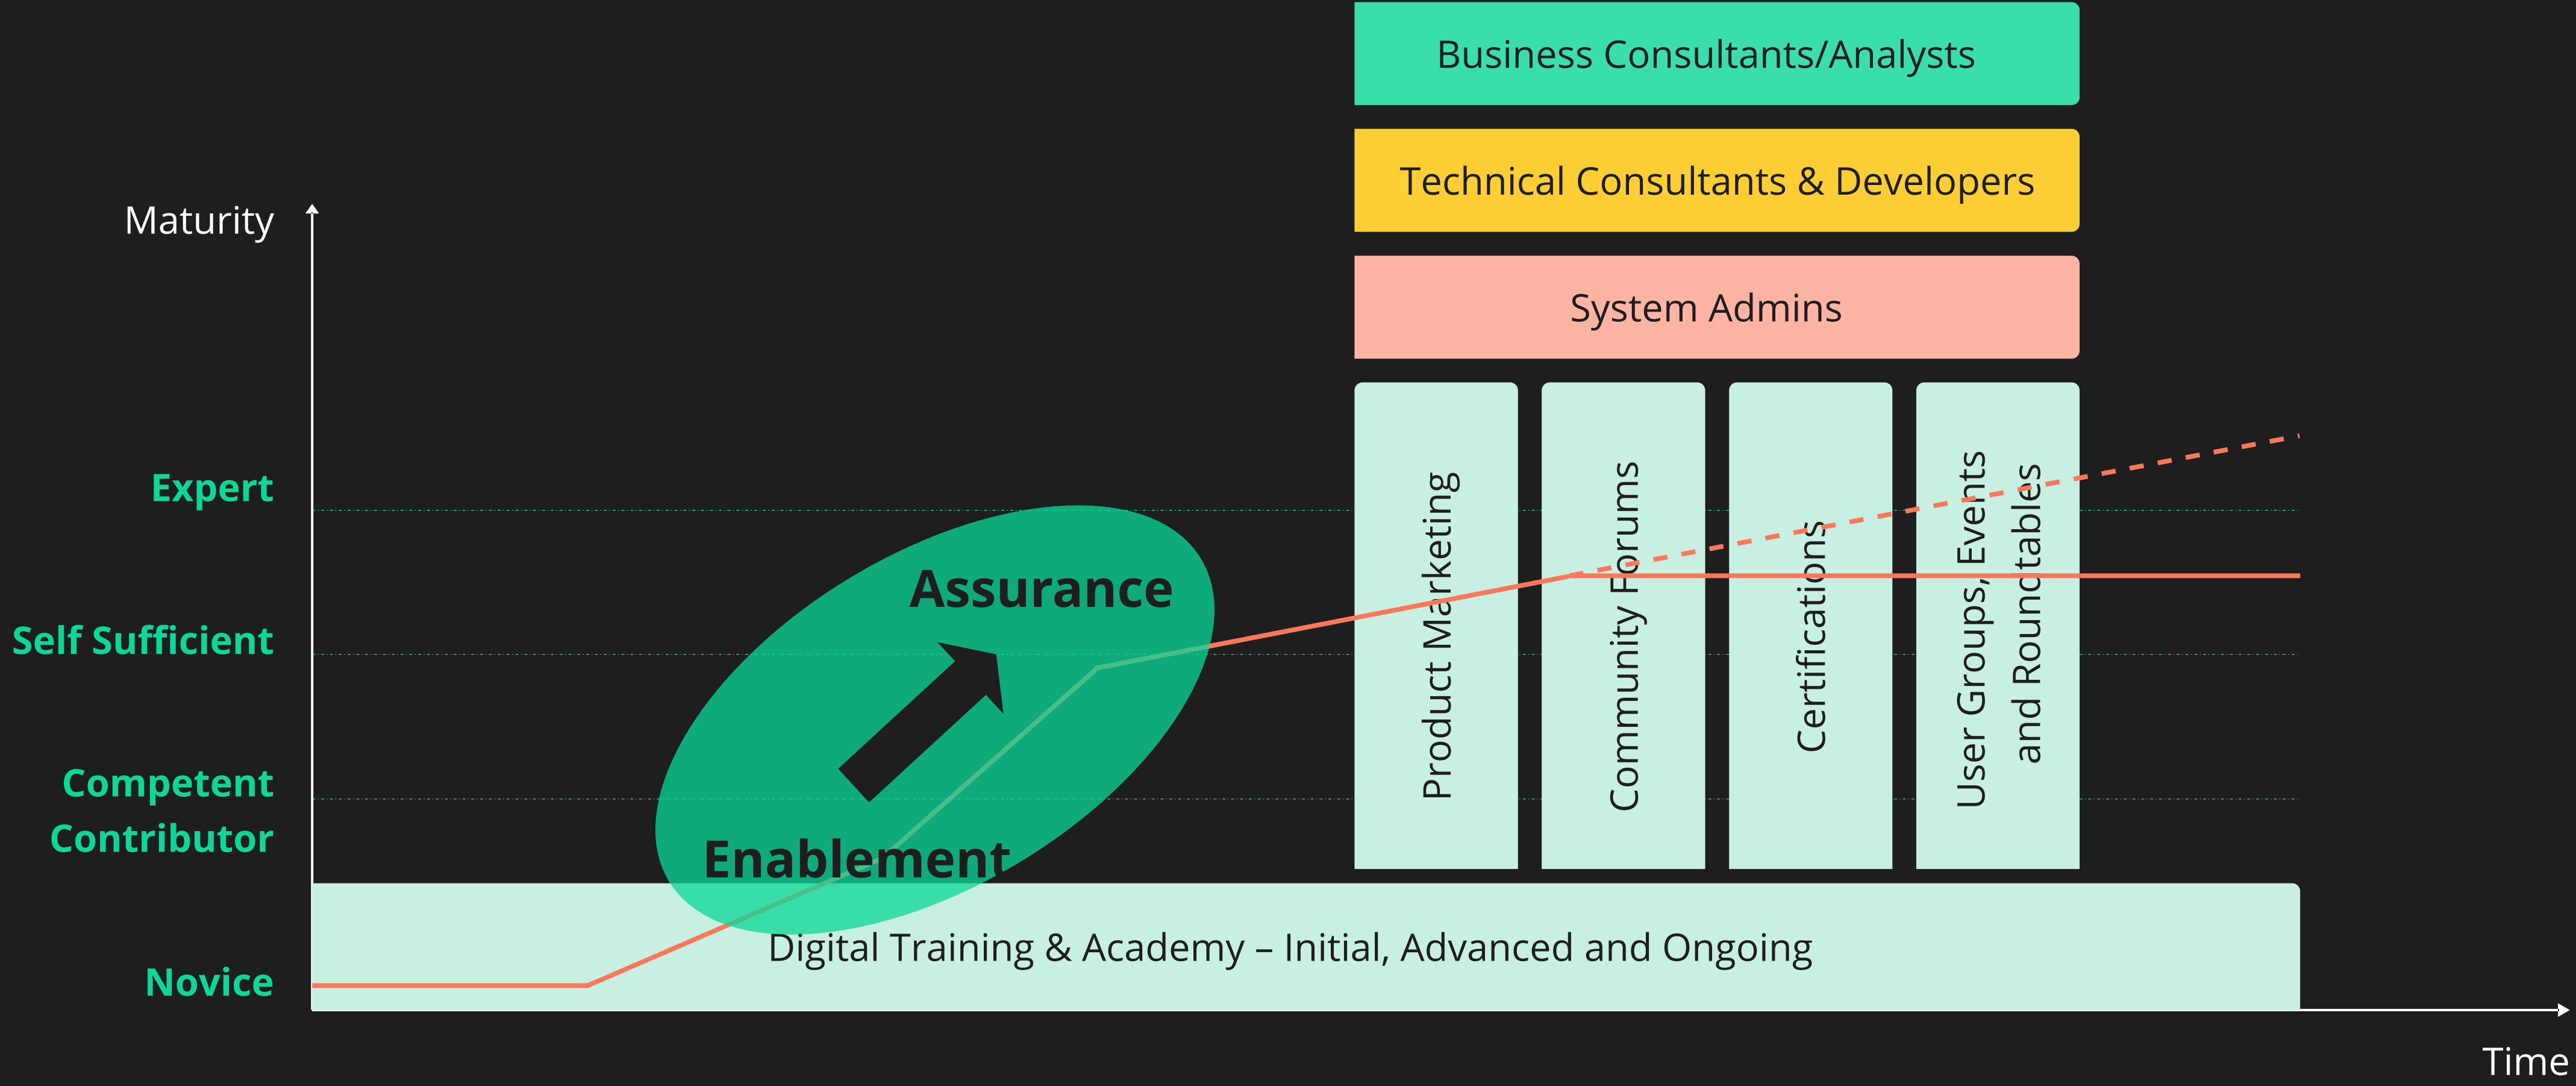 Business Consultants/Analysts
Technical Consultants & Developers
System Admins
Maturity
Expert
Self Sufficient
Competent
Contributor
Novice
Assurance
Enablement
Product Marketing
Community Forums
Certifications
User Groups, Events
and Roundtables
Digital Training & Academy – Initial, Advanced and Ongoing
Time